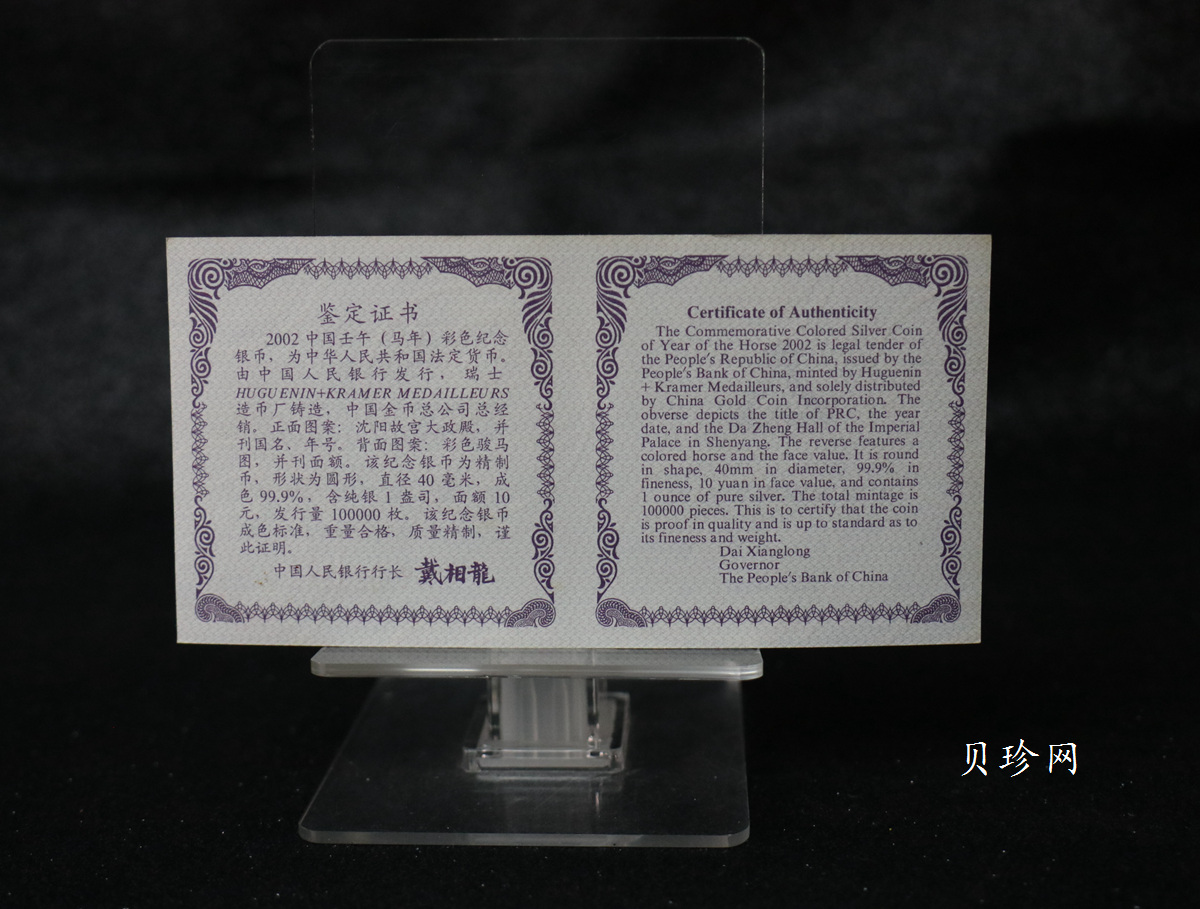 鉴定证书
2002 中国壬午（马年）彩色纪念
银币，为中华人民共和国法定货币。
由中国人民银行发行，瑞士
HUGUENIN+KRAMER MEDAILLEURS
造币厂铸造，中国金币总公司总经
销。正面图案：沈阳故宫大政殿，并
刊国名、年号。背面图案：彩色骏马
图，并刊面额。该纪念银币为精制
币，形状为圆形，直径 40 毫米，成
色 99.9%，含纯银 1 盎司，面额 10
元，发行量 100000 枚。该纪念银币
成色标准，重量合格，质量精制，谨
此证明。
中国人民银行行长 戴相龍
Certificate of Authenticity
The Commemorative Colored Silver Coin
of Year of the Horse 2002 is legal tender of
the People's Republic of China, issued by the
People's Bank of China, minted by Huguenin
+ Kramer Medailleurs, and solely distributed
by China Gold Coin Incorporation. The
obverse depicts the title of PRC, the year
date, and the Da Zheng Hall of the Imperial
Palace in Shenyang. The reverse features a
colored horse and the face value. It is round
in shape, 40mm in diameter, 99.9% in
fineness, 10 yuan in face value, and contains
1 ounce of pure silver. The total mintage is
100000 pieces. This is to certify that the coin
is proof in quality and is up to standard as to
its fineness and weight.
Dai Xianglong
Governor
The People's Bank of China
贝珍网